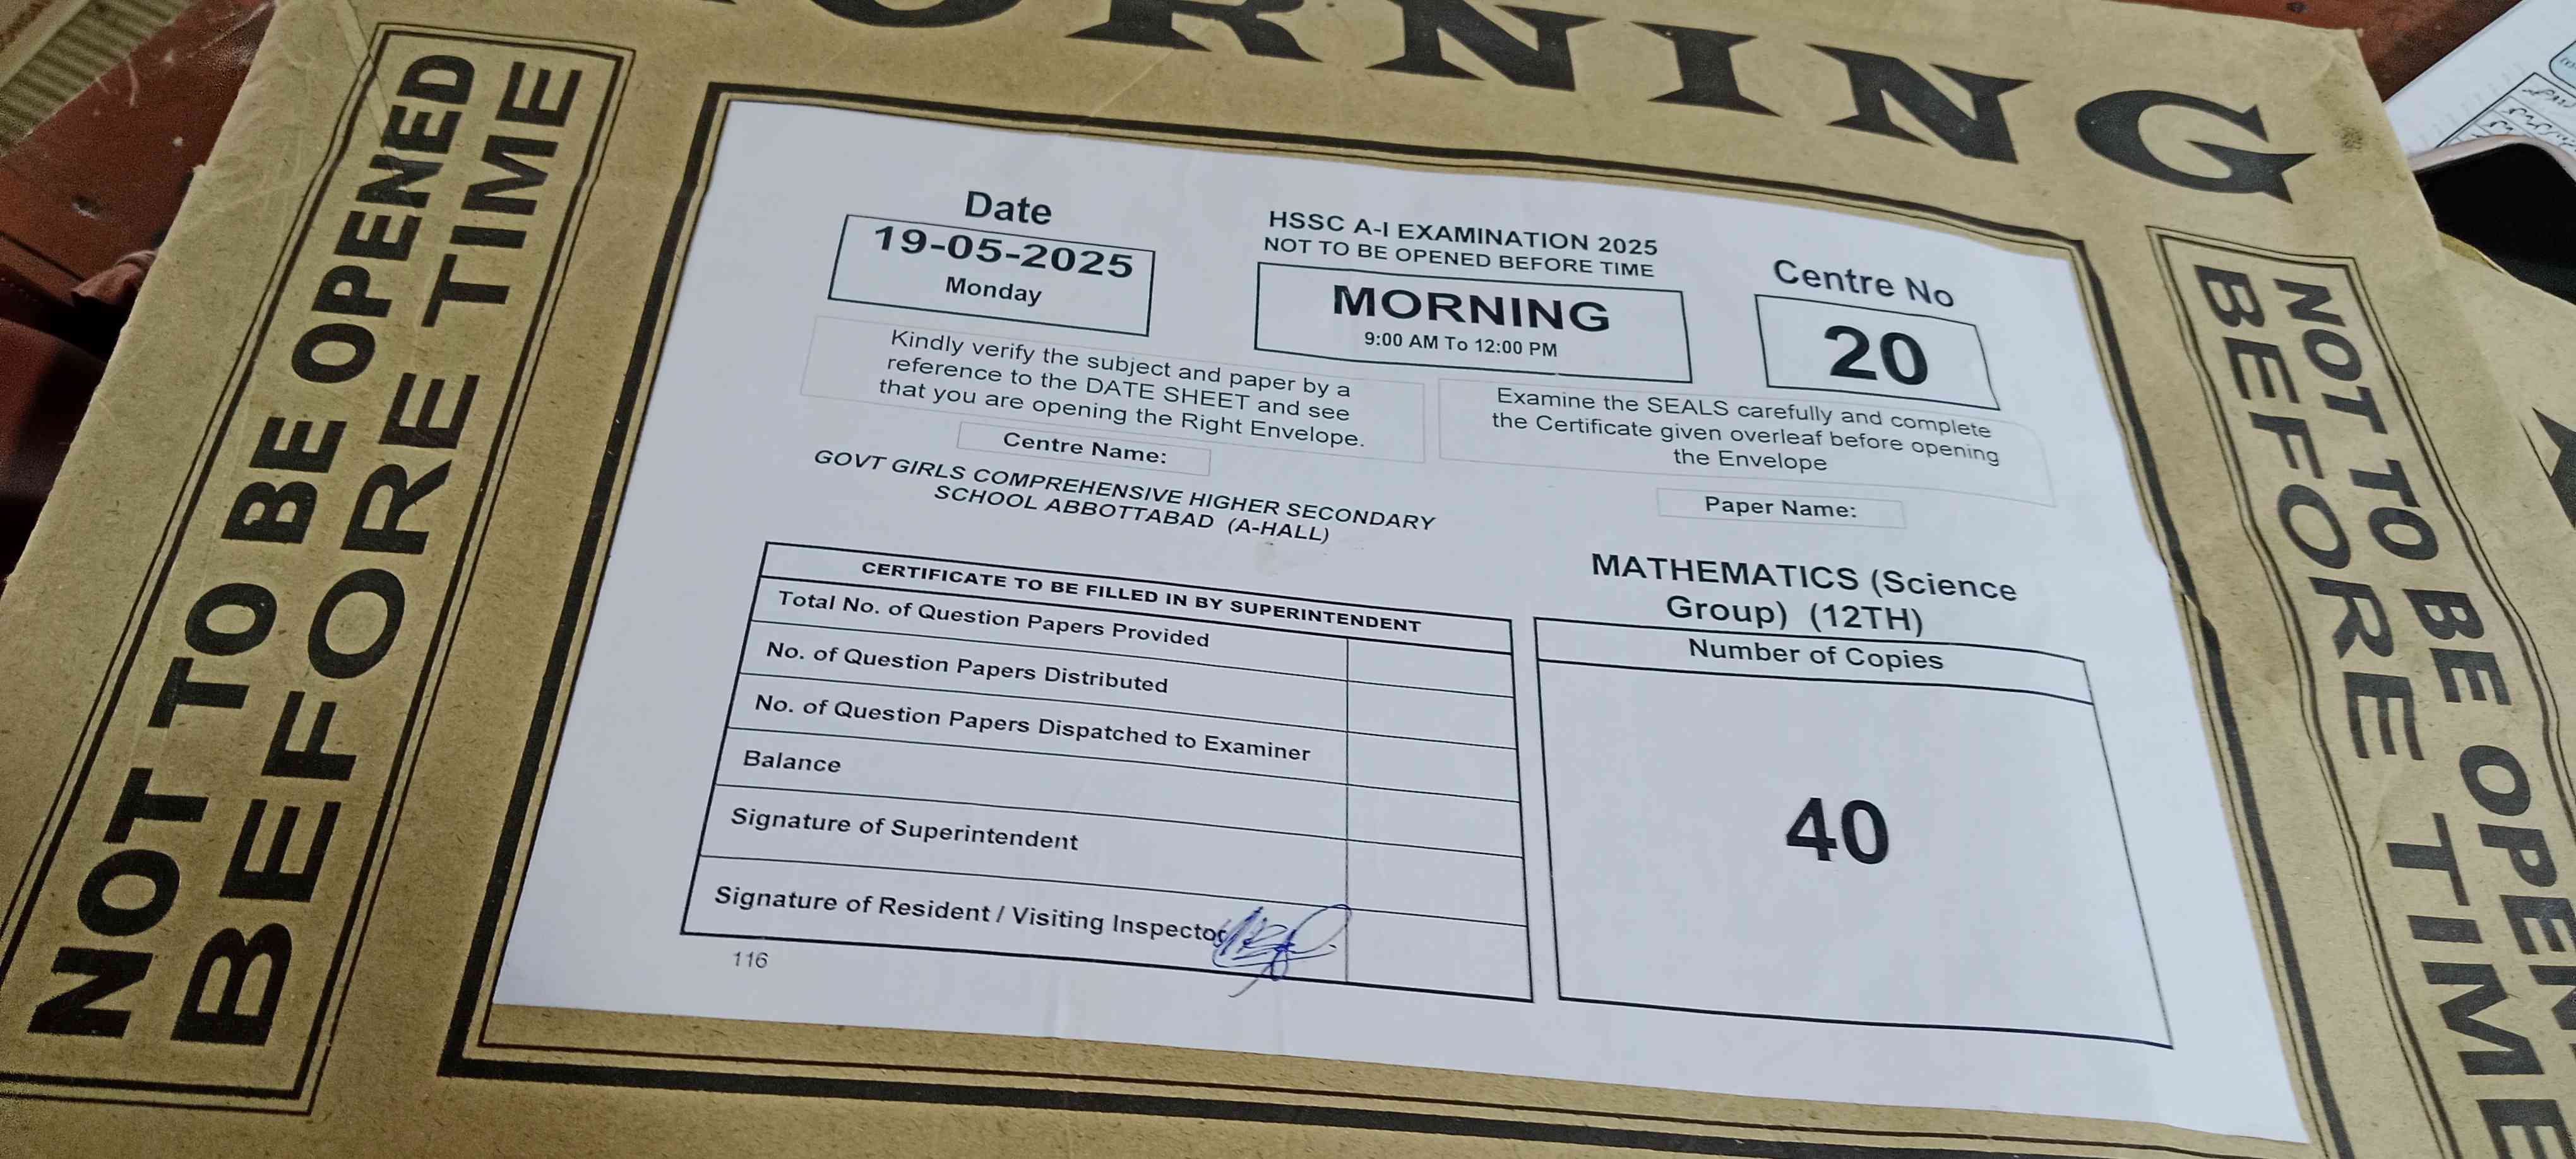 ORNING
NOT TO BE OPENED
BEFORE TIME
Date
19-05-2025
Monday
HSSC A-I EXAMINATION 2025
NOT TO BE OPENED BEFORE TIME
MORNING
9:00 AM To 12:00 PM
Centre No
20
Kindly verify the subject and paper by a
reference to the DATE SHEET and see
that you are opening the Right Envelope.
Examine the SEALS carefully and complete
the Certificate given overleaf before opening
the Envelope
Centre Name:
GOVT GIRLS COMPREHENSIVE HIGHER SECONDARY
SCHOOL ABBOTTABAD (A-HALL)
Paper Name:
MATHEMATICS (Science
Group) (12TH)
CERTIFICATE TO BE FILLED IN BY SUPERINTENDENT
Total No. of Question Papers Provided
No. of Question Papers Distributed
No. of Question Papers Dispatched to Examiner
Balance
Signature of Superintendent
Signature of Resident / Visiting Inspector
116
Number of Copies
40
NOT TO BE OPEN
BEFORE TIME